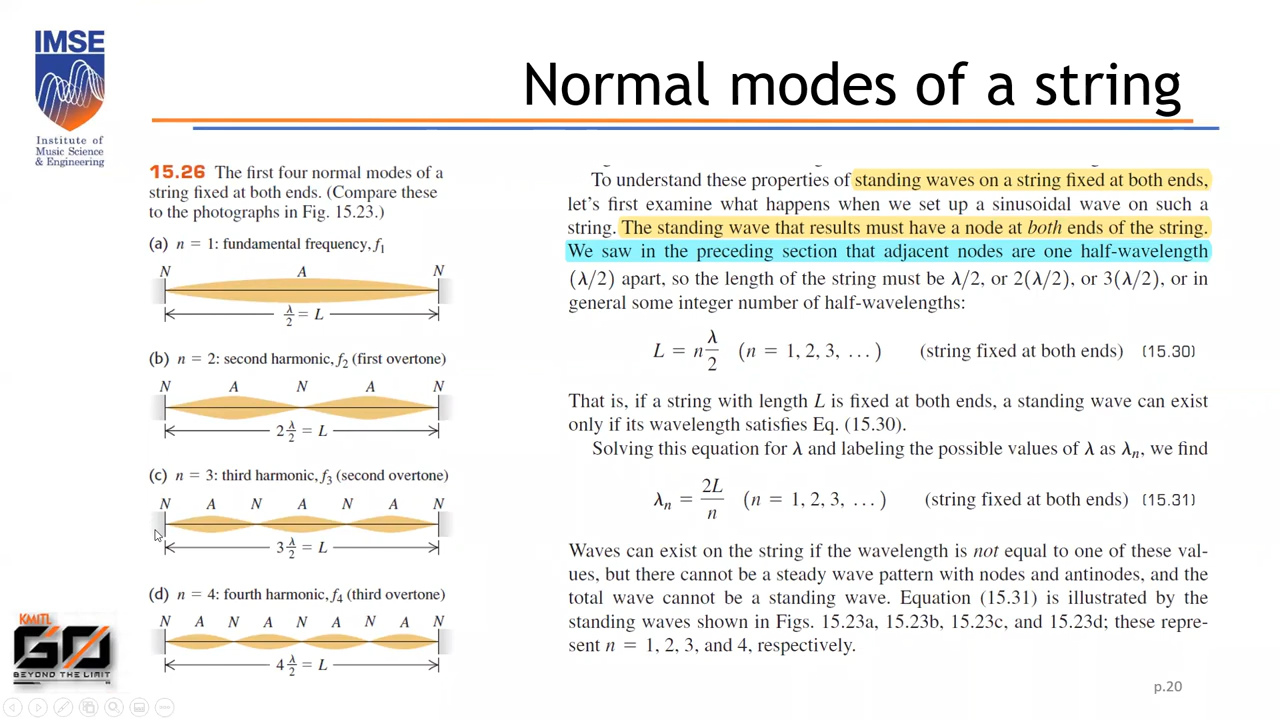 IMSE
Institute of
Music Science
& Engineering
Normal modes of a string
15.26 The first four normal modes of a
string fixed at both ends. (Compare these
to the photographs in Fig. 15.23.)
(a) n = 1: fundamental frequency, f₁
N A N
λ/2 = L
(b) n = 2: second harmonic, f₂ (first overtone)
N A N A N
2 λ/2 = L
(c) n = 3: third harmonic, f₃ (second overtone)
N A N A N A N
3 λ/2 = L
(d) n = 4: fourth harmonic, f₄ (third overtone)
N A N A N A N A N
4 λ/2 = L
To understand these properties of standing waves on a string fixed at both ends,
let's first examine what happens when we set up a sinusoidal wave on such a
string. The standing wave that results must have a node at both ends of the string.
We saw in the preceding section that adjacent nodes are one half-wavelength
(λ/2) apart, so the length of the string must be λ/2, or 2(λ/2), or 3(λ/2), or in
general some integer number of half-wavelengths:
L = n λ/2 (n = 1, 2, 3, ...) (string fixed at both ends) (15.30)
That is, if a string with length L is fixed at both ends, a standing wave can exist
only if its wavelength satisfies Eq. (15.30).
Solving this equation for λ and labeling the possible values of λ as λₙ, we find
λₙ = 2L/n (n = 1, 2, 3, ...) (string fixed at both ends) (15.31)
Waves can exist on the string if the wavelength is not equal to one of these val-
ues, but there cannot be a steady wave pattern with nodes and antinodes, and the
total wave cannot be a standing wave. Equation (15.31) is illustrated by the
standing waves shown in Figs. 15.23a, 15.23b, 15.23c, and 15.23d; these repre-
sent n = 1, 2, 3, and 4, respectively.
KMITL
GO
BEYOND THE LIMIT
p.20